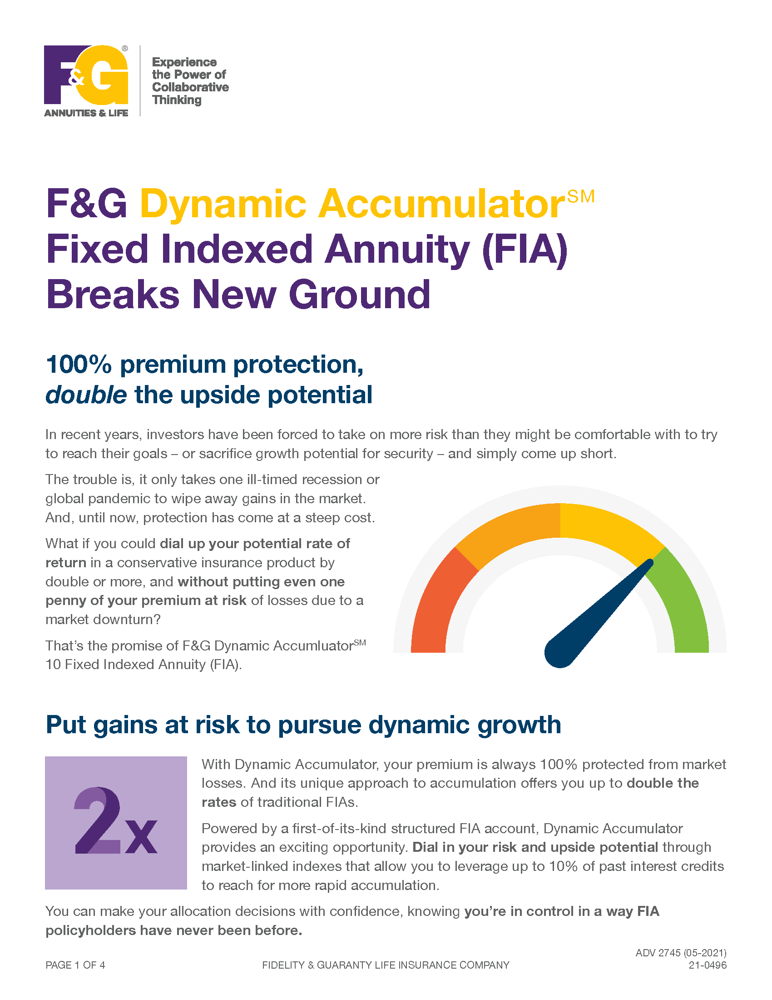 F&G®
ANNUITIES & LIFE
Experience
the Power of
Collaborative
Thinking
F&G Dynamic Accumulator℠
Fixed Indexed Annuity (FIA)
Breaks New Ground
100% premium protection,
double the upside potential
In recent years, investors have been forced to take on more risk than they might be comfortable with to try
to reach their goals – or sacrifice growth potential for security – and simply come up short.
The trouble is, it only takes one ill-timed recession or
global pandemic to wipe away gains in the market.
And, until now, protection has come at a steep cost.
What if you could dial up your potential rate of
return in a conservative insurance product by
double or more, and without putting even one
penny of your premium at risk of losses due to a
market downturn?
That’s the promise of F&G Dynamic Accumluator℠
10 Fixed Indexed Annuity (FIA).
Put gains at risk to pursue dynamic growth
2x
With Dynamic Accumulator, your premium is always 100% protected from market
losses. And its unique approach to accumulation offers you up to double the
rates of traditional FIAs.
Powered by a first-of-its-kind structured FIA account, Dynamic Accumulator
provides an exciting opportunity. Dial in your risk and upside potential through
market-linked indexes that allow you to leverage up to 10% of past interest credits
to reach for more rapid accumulation.
You can make your allocation decisions with confidence, knowing you’re in control in a way FIA
policyholders have never been before.
ADV 2745 (05-2021)
PAGE 1 OF 4 FIDELITY & GUARANTY LIFE INSURANCE COMPANY 21-0496